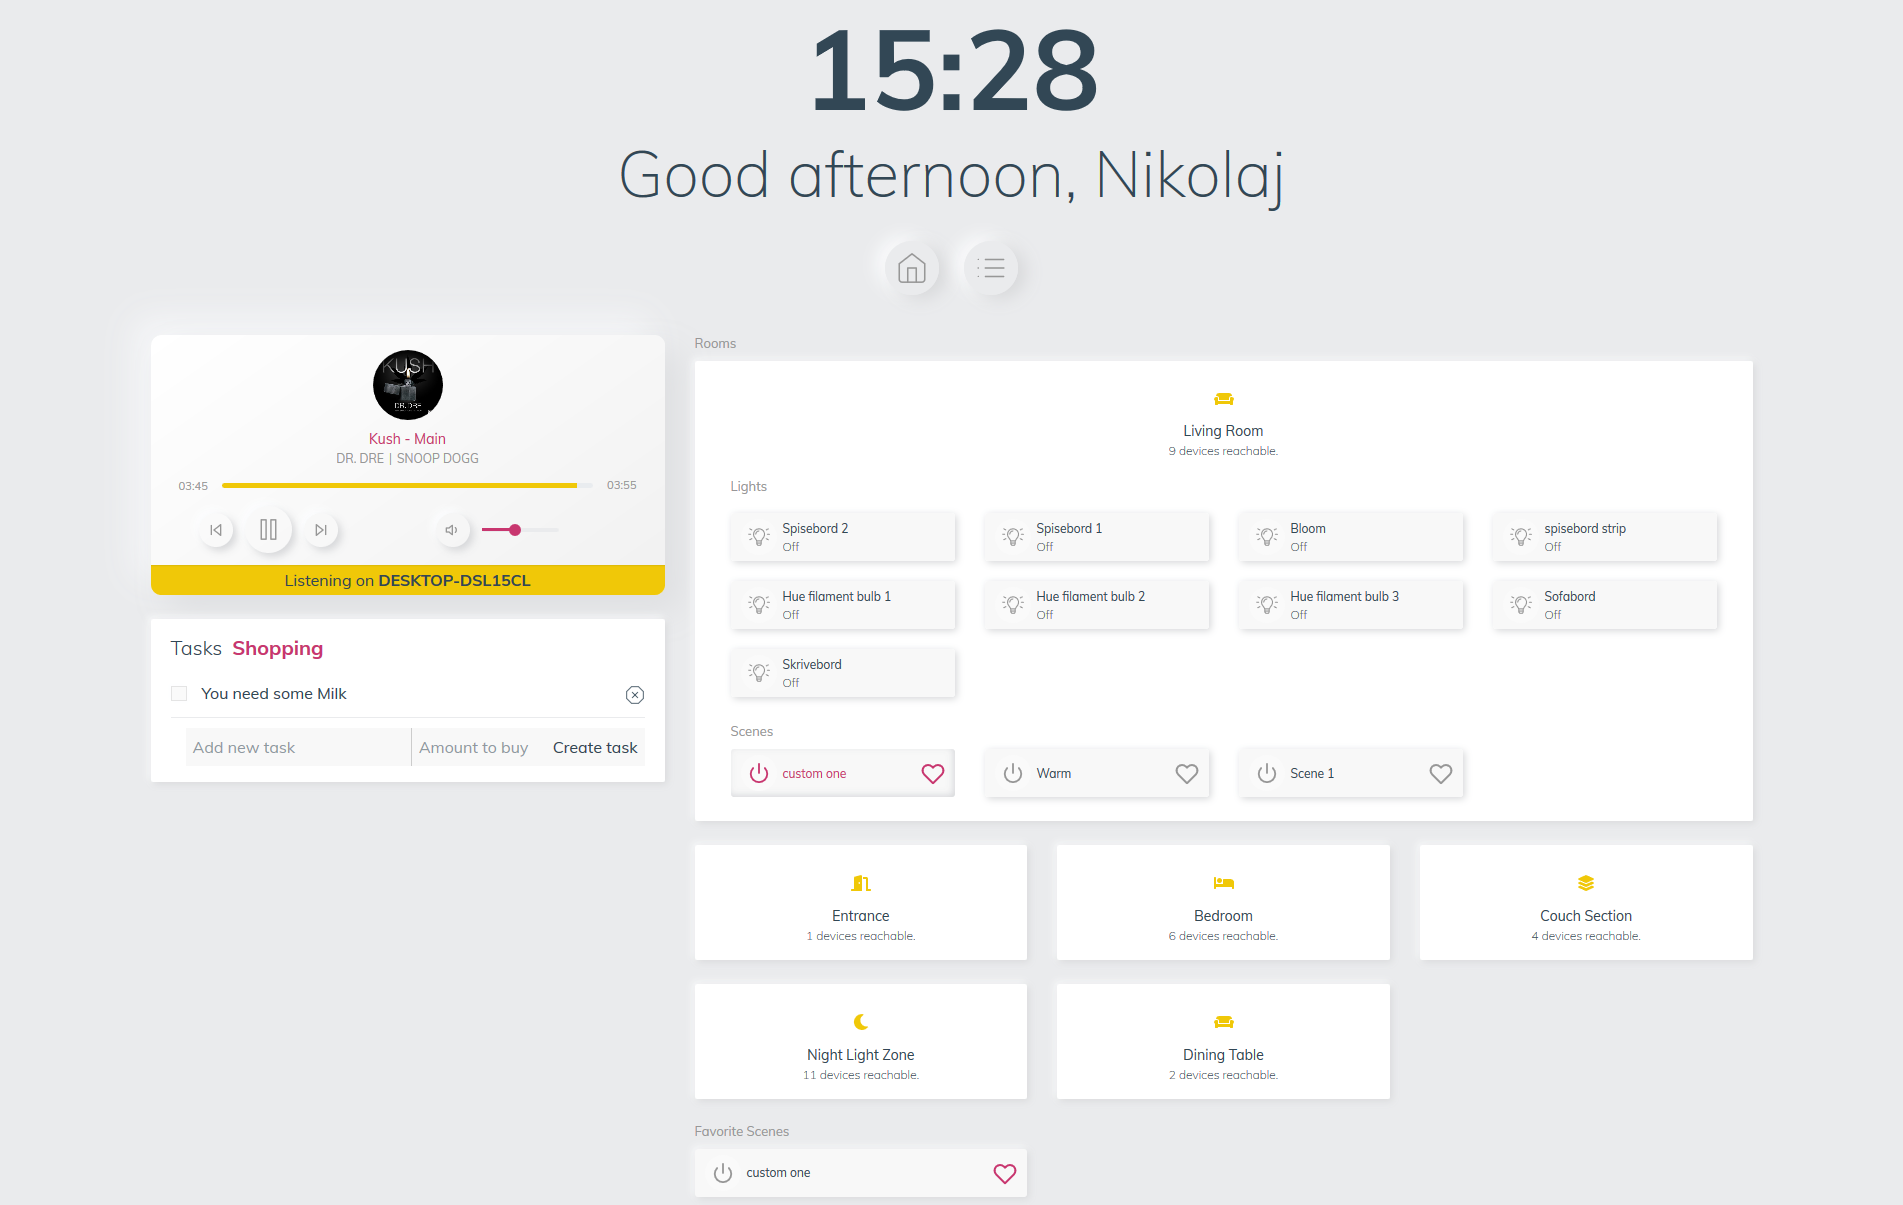 15:28
Good afternoon, Nikolaj
KUSH
DR. DRE
Kush - Main
DR. DRE | SNOOP DOGG
03:45
03:55
Listening on DESKTOP-DSL15CL
Tasks Shopping
You need some Milk
Add new task
Amount to buy
Create task
Rooms
Living Room
9 devices reachable.
Lights
Spisebord 2
Off
Spisebord 1
Off
Bloom
Off
spisebord strip
Off
Hue filament bulb 1
Off
Hue filament bulb 2
Off
Hue filament bulb 3
Off
Sofabord
Off
Skrivebord
Off
Scenes
custom one
Warm
Scene 1
Entrance
1 devices reachable.
Bedroom
6 devices reachable.
Couch Section
4 devices reachable.
Night Light Zone
11 devices reachable.
Dining Table
2 devices reachable.
Favorite Scenes
custom one